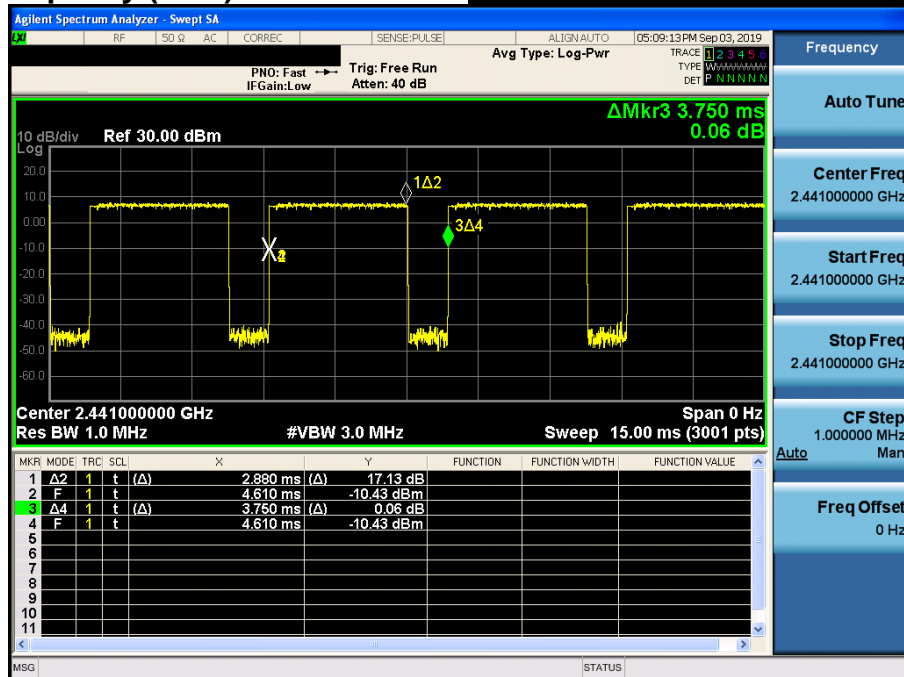 Agilent Spectrum Analyzer - Swept SA
LXI RF 50 Ω AC CORREC SENSE:PULSE ALIGN AUTO 05:09:13PM Sep 03, 2019
Frequency
Avg Type: Log-Pwr
TRACE 1 2 3 4 5 6
TYPE WWWWWW
DET P N N N N N
PNO: Fast
IFGain:Low
Trig: Free Run
Atten: 40 dB
Auto Tune
ΔMkr3 3.750 ms
0.06 dB
10 dB/div Ref 30.00 dBm
Log
20.0
10.0
0.00
-10.0
-20.0
-30.0
-40.0
-50.0
-60.0
1Δ2
3Δ4
Center Freq
2.441000000 GHz
Start Freq
2.441000000 GHz
Stop Freq
2.441000000 GHz
Center 2.441000000 GHz Span 0 Hz
Res BW 1.0 MHz #VBW 3.0 MHz Sweep 15.00 ms (3001 pts)
CF Step
1.000000 MHz
Auto Man
MKR MODE TRC SCL X Y FUNCTION FUNCTION WIDTH FUNCTION VALUE
1 Δ2 1 t (Δ) 2.880 ms (Δ) 17.13 dB
2 F 1 t 4.610 ms -10.43 dBm
3 Δ4 1 t (Δ) 3.750 ms (Δ) 0.06 dB
4 F 1 t 4.610 ms -10.43 dBm
5
6
7
8
9
10
11
Freq Offset
0 Hz
MSG STATUS